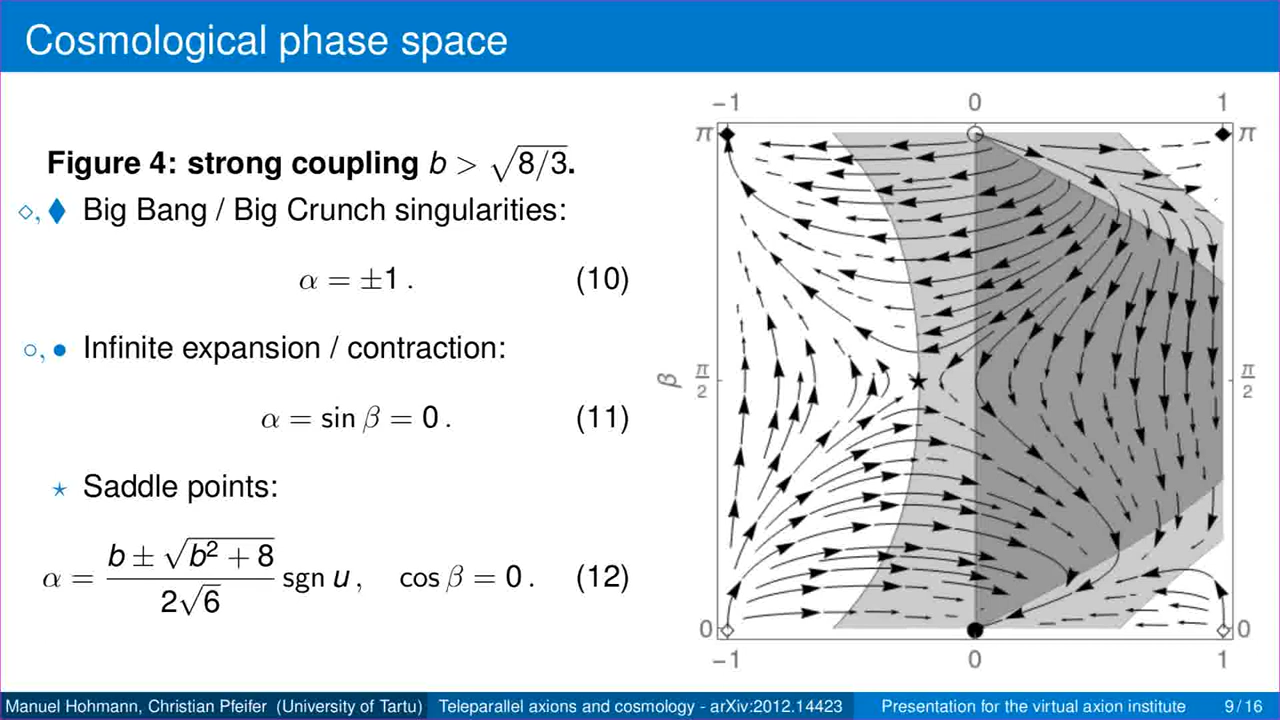 Cosmological phase space
Figure 4: strong coupling b > √8/3.
⋄, ♦ Big Bang / Big Crunch singularities:
α = ±1 . (10)
○, ● Infinite expansion / contraction:
α = sin β = 0 . (11)
⋆ Saddle points:
α = (b ± √(b² + 8)) / (2√6) sgn u , cos β = 0 . (12)
−1 0 1
π π
β π/2 π/2
0 0
−1 0 1
Manuel Hohmann, Christian Pfeifer (University of Tartu) Teleparallel axions and cosmology - arXiv:2012.14423 Presentation for the virtual axion institute 9 / 16